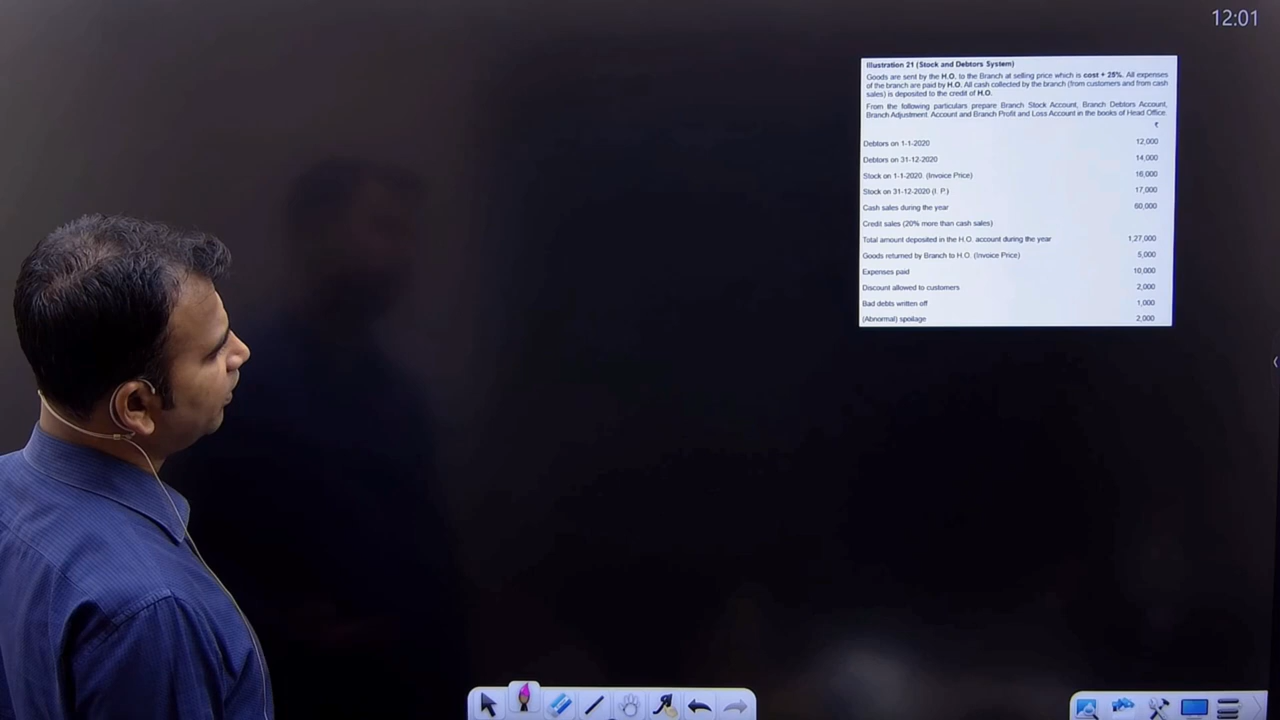 12:01
Illustration 21 (Stock and Debtors System)
Goods are sent by the H.O. to the Branch at selling price which is cost + 25%. All expenses
of the branch are paid by H.O. All cash collected by the branch (from customers and from cash
sales) is deposited to the credit of H.O.
From the following particulars prepare Branch Stock Account, Branch Debtors Account,
Branch Adjustment Account and Branch Profit and Loss Account in the books of Head Office.
₹
Debtors on 1-1-2020 12,000
Debtors on 31-12-2020 14,000
Stock on 1-1-2020 (Invoice Price) 16,000
Stock on 31-12-2020 (I. P.) 17,000
Cash sales during the year 60,000
Credit sales (20% more than cash sales)
Total amount deposited in the H.O. account during the year 1,27,000
Goods returned by Branch to H.O. (Invoice Price) 5,000
Expenses paid 10,000
Discount allowed to customers 2,000
Bad debts written off 1,000
(Abnormal) spoilage 2,000